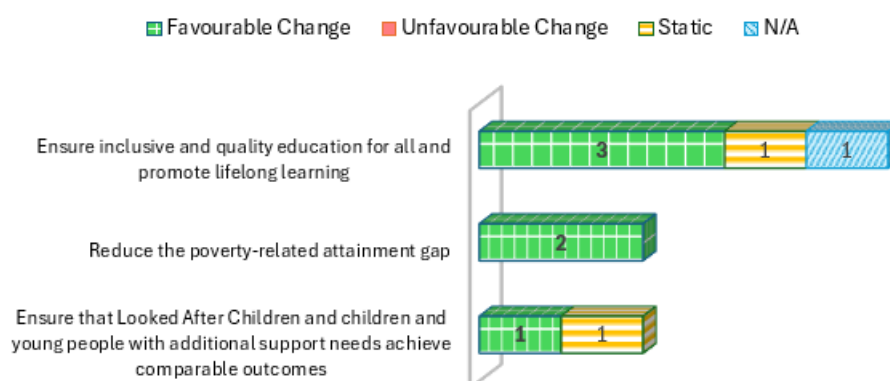 Favourable Change Unfavourable Change Static N/A
Ensure inclusive and quality education for all and
promote lifelong learning
3 1 1
Reduce the poverty-related attainment gap
2
Ensure that Looked After Children and children and
young people with additional support needs achieve
comparable outcomes
1 1